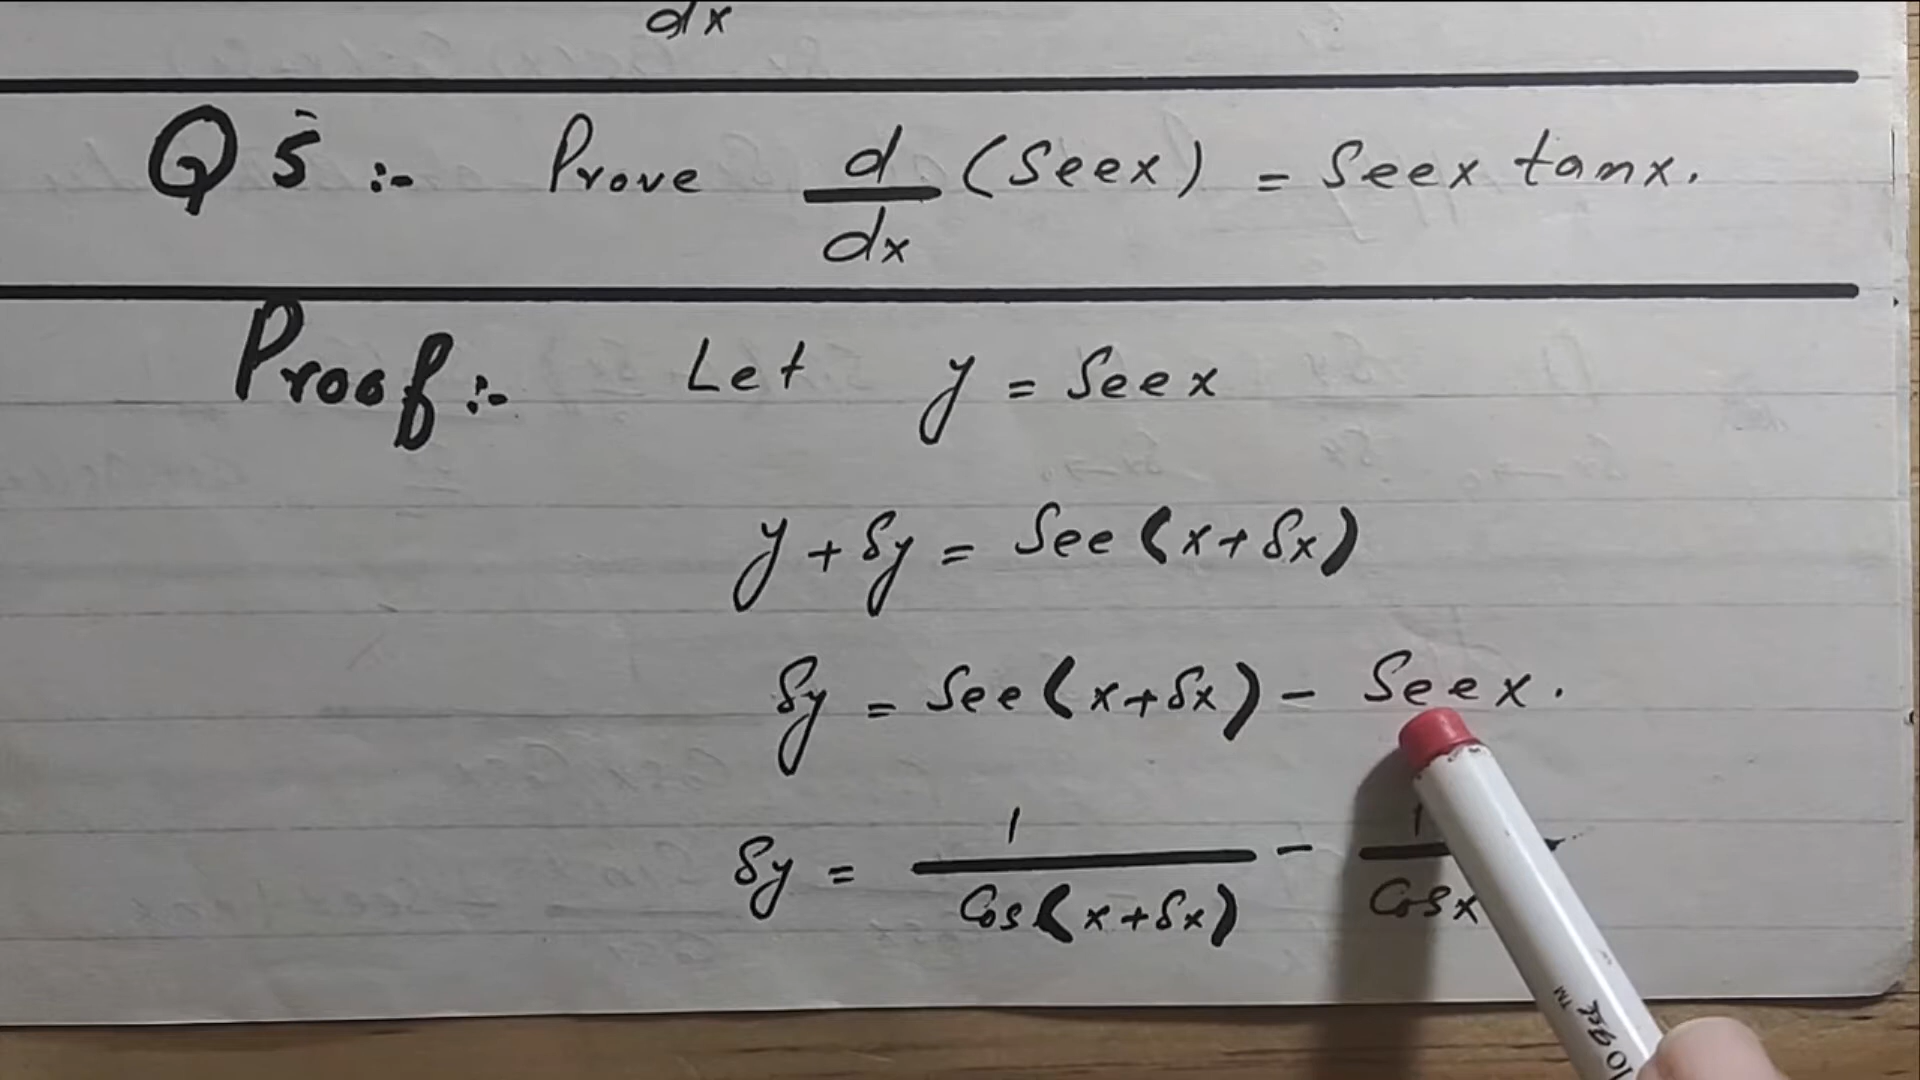 dx
Q5:- Prove d/dx (Secx) = Secx tanx.
Proof:- Let y = Secx
y + δy = Sec(x+δx)
δy = Sec(x+δx) - Secx.
δy = 1/Cos(x+δx) - 1/Cosx